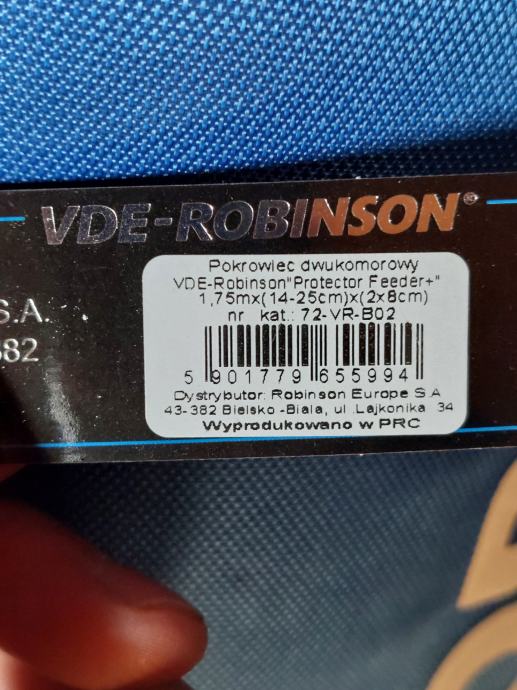 VDE-ROBINSON®
S.A.
382
Pokrowiec dwukomorowy
VDE-Robinson"Protector Feeder+"
1,75mx(14-25cm)x(2x8cm)
nr kat.: 72-VR-B02
5 901779 655994
Dystrybutor: Robinson Europe S.A
43-382 Bielsko -Biała, ul .Lajkonika 34
Wyprodukowano w PRC